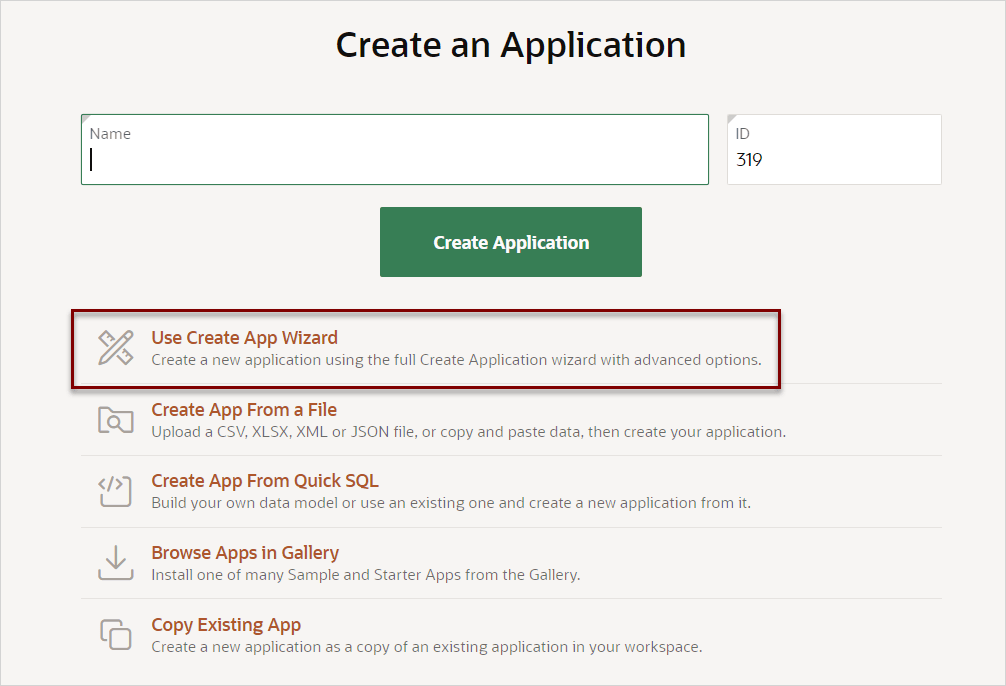 Create an Application
Name
ID
319
Create Application
Use Create App Wizard
Create a new application using the full Create Application wizard with advanced options.
Create App From a File
Upload a CSV, XLSX, XML or JSON file, or copy and paste data, then create your application.
Create App From Quick SQL
Build your own data model or use an existing one and create a new application from it.
Browse Apps in Gallery
Install one of many Sample and Starter Apps from the Gallery.
Copy Existing App
Create a new application as a copy of an existing application in your workspace.